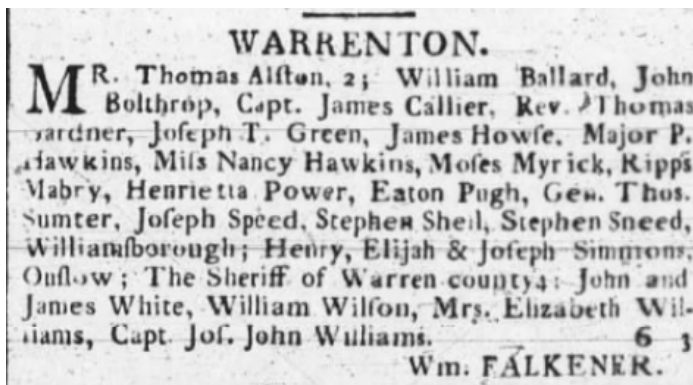 WARRENTON.
MR. Thomas Alſton, 2; William Ballard, John
Bolthrop, Capt. James Callier, Rev. Thomas
Gardner, Joſeph T. Green, James Howſe, Major P.
Hawkins, Miſs Nancy Hawkins, Moſes Myrick, Ripps
Mabry, Henrietta Power, Eaton Pugh, Gen. Thos.
Sumter, Joſeph Speed, Stephen Sheil, Stephen Sneed,
Williamſborough; Henry, Elijah & Joſeph Simmons,
Onſlow; The Sheriff of Warren county 4: John and
James White, William Wilſon, Mrs. Elizabeth Wil-
liams, Capt. Joſ. John Williams. 6 3
Wm. FALKENER.